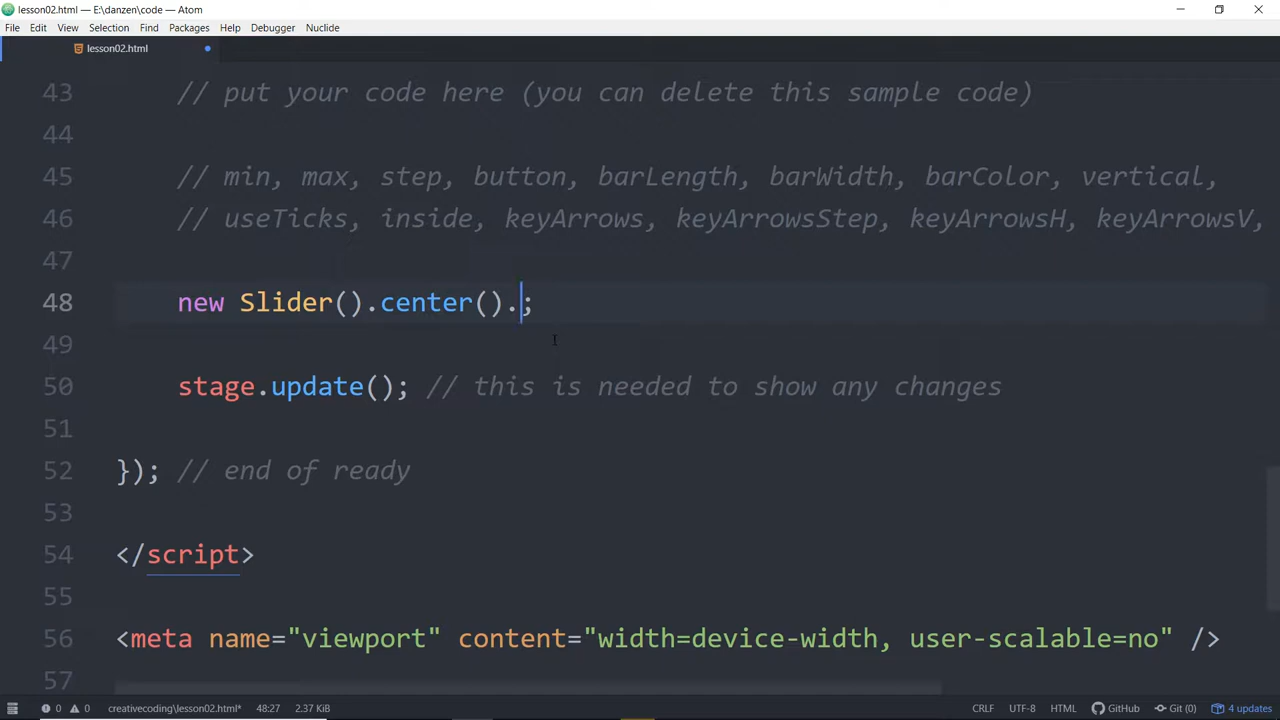 lesson02.html — E:\danzen\code — Atom
File Edit View Selection Find Packages Help Debugger Nuclide
lesson02.html
43 // put your code here (you can delete this sample code)
44
45 // min, max, step, button, barLength, barWidth, barColor, vertical,
46 // useTicks, inside, keyArrows, keyArrowsStep, keyArrowsH, keyArrowsV,
47
48 new Slider().center().;
49
50 stage.update(); // this is needed to show any changes
51
52 }); // end of ready
53
54 </script>
55
56 <meta name="viewport" content="width=device-width, user-scalable=no" />
57
0 0 creativecoding\lesson02.html* 48:27 2.37 KiB CRLF UTF-8 HTML GitHub Git (0) 4 updates